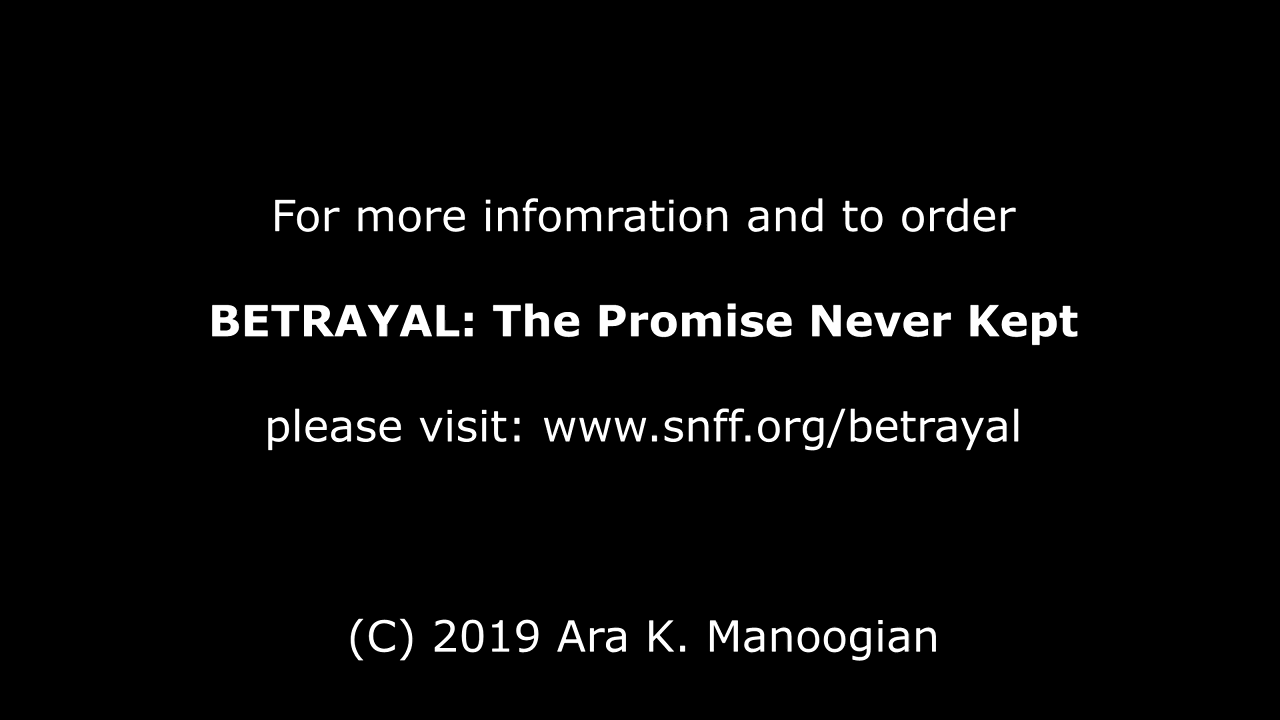 For more infomration and to order
BETRAYAL: The Promise Never Kept
please visit: www.snff.org/betrayal
(C) 2019 Ara K. Manoogian